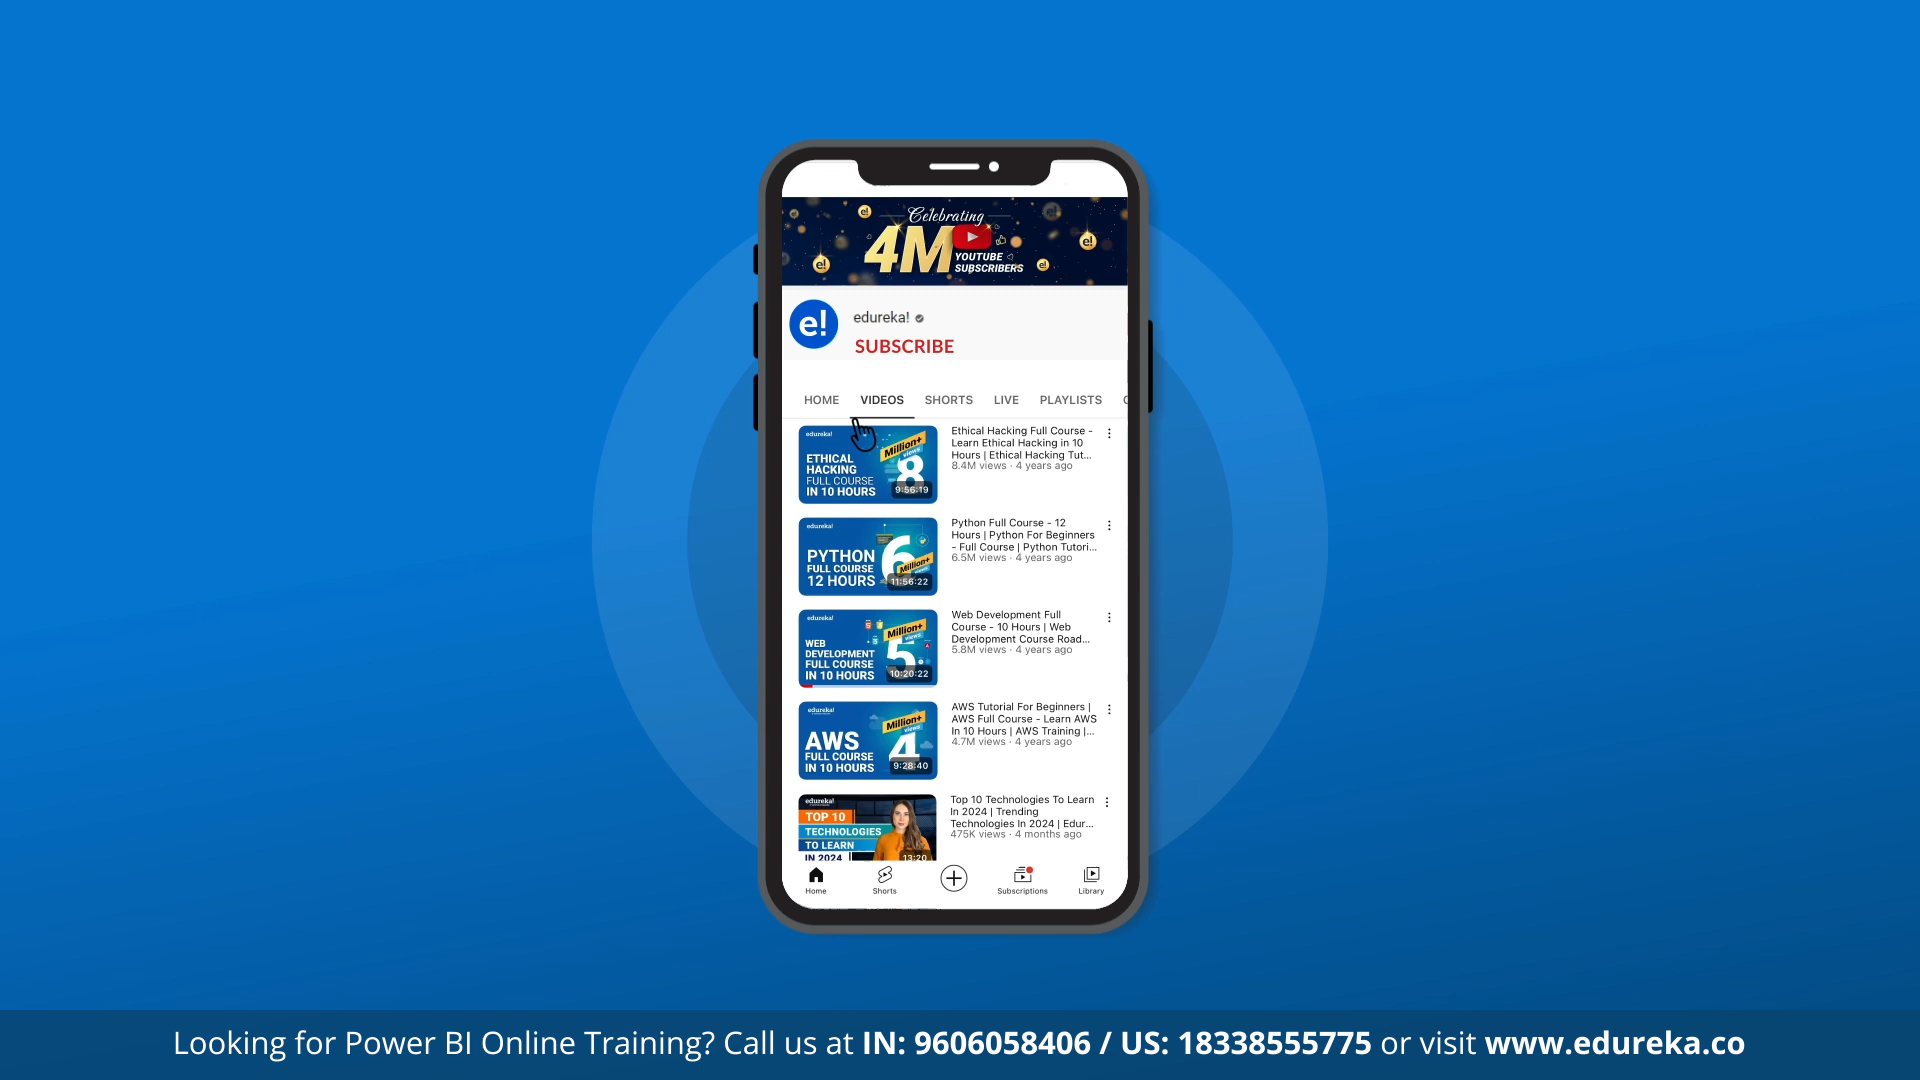 Celebrating
4M
YOUTUBE
SUBSCRIBERS
e!
edureka!
SUBSCRIBE
HOME VIDEOS SHORTS LIVE PLAYLISTS
edureka!
Million+
views
8
ETHICAL
HACKING
FULL COURSE
IN 10 HOURS
9:56:19
Ethical Hacking Full Course -
Learn Ethical Hacking in 10
Hours | Ethical Hacking Tut...
8.4M views · 4 years ago
edureka!
6
Million+
PYTHON
FULL COURSE
12 HOURS
11:56:22
Python Full Course - 12
Hours | Python For Beginners
- Full Course | Python Tutori...
6.5M views · 4 years ago
edureka!
Million+
views
5
WEB
DEVELOPMENT
FULL COURSE
IN 10 HOURS
10:20:22
Web Development Full
Course - 10 Hours | Web
Development Course Road...
5.8M views · 4 years ago
edureka!
Million+
views
4
AWS
FULL COURSE
IN 10 HOURS
9:28:40
AWS Tutorial For Beginners |
AWS Full Course - Learn AWS
In 10 Hours | AWS Training |...
4.7M views · 4 years ago
edureka!
TOP 10
TECHNOLOGIES
TO LEARN
IN 2024
13:20
Top 10 Technologies To Learn
In 2024 | Trending
Technologies In 2024 | Edur...
475K views · 4 months ago
Home Shorts Subscriptions Library
Looking for Power BI Online Training? Call us at IN: 9606058406 / US: 18338555775 or visit www.edureka.co